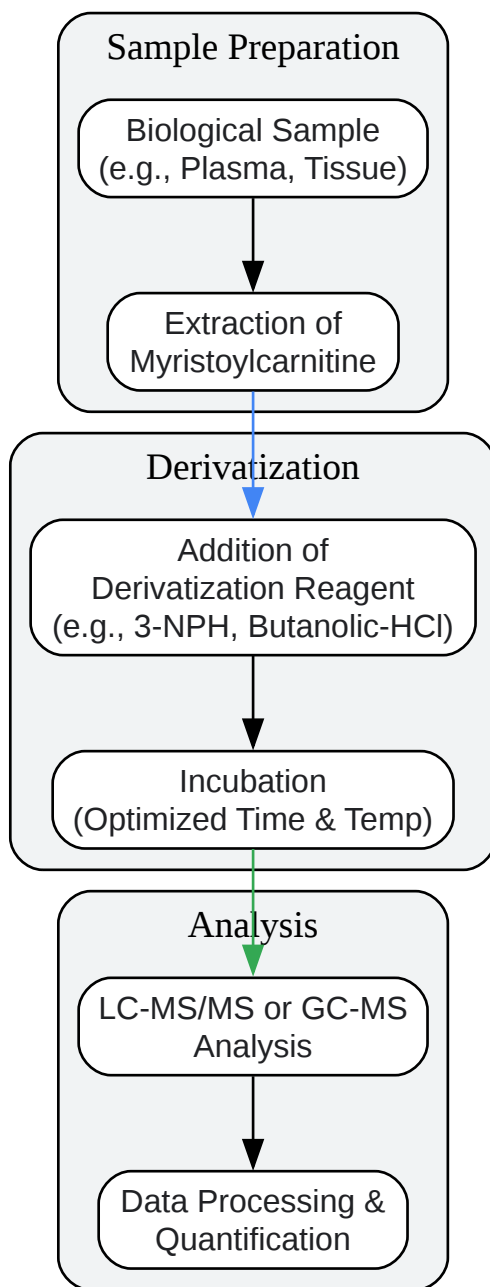 Sample Preparation
Biological Sample
(e.g., Plasma, Tissue)
Extraction of
Myristoylcarnitine
Derivatization
Addition of
Derivatization Reagent
(e.g., 3-NPH, Butanolic-HCl)
Incubation
(Optimized Time & Temp)
Analysis
LC-MS/MS or GC-MS
Analysis
Data Processing &
Quantification